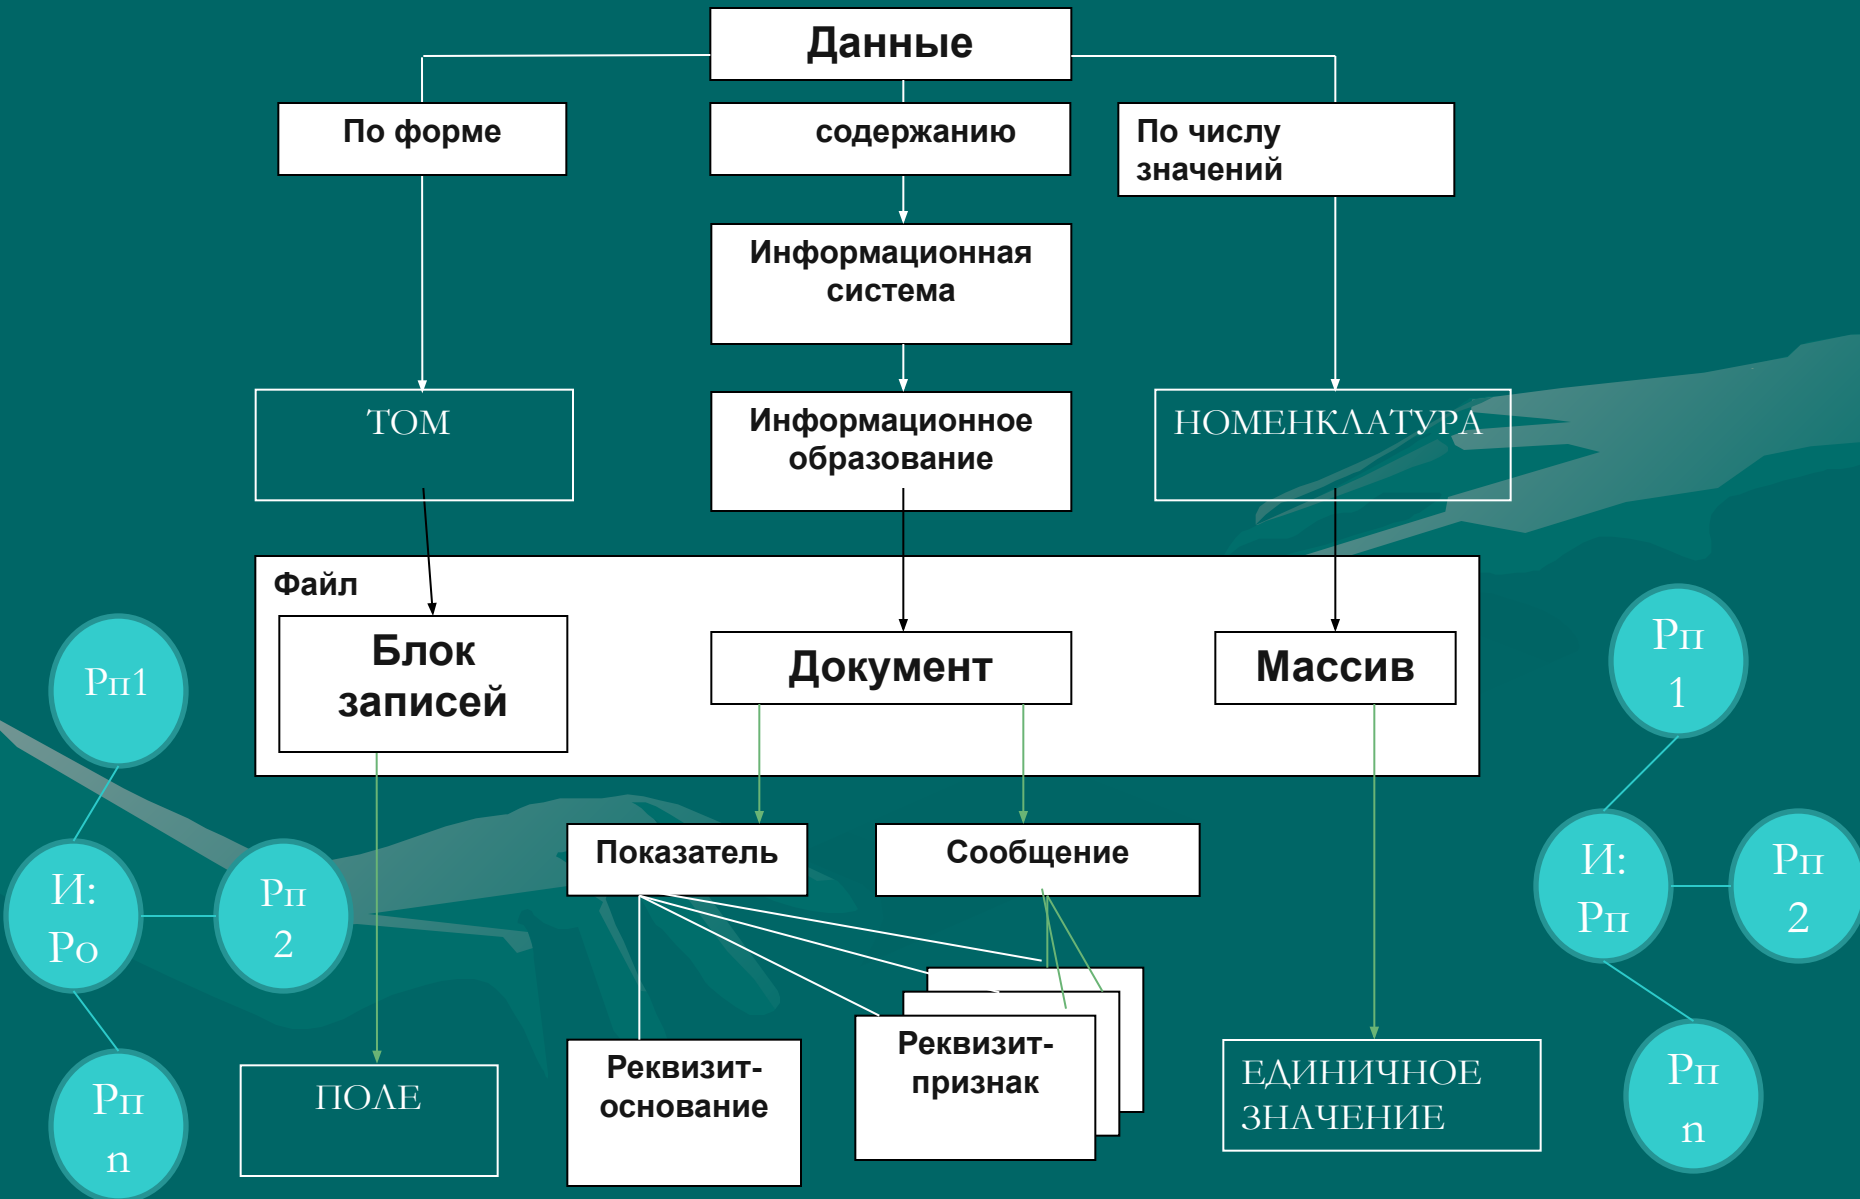 Данные
По форме
содержанию
По числу
значений
Информационная
система
ТОМ
Информационное
образование
НОМЕНКЛАТУРА
Файл
Блок
записей
Документ
Массив
Рп1
Рп
1
Показатель
Сообщение
И:
Ро
Рп
2
И:
Рп
Рп
2
Реквизит-
основание
Реквизит-
признак
ПОЛЕ
ЕДИНИЧНОЕ
ЗНАЧЕНИЕ
Рп
n
Рп
n